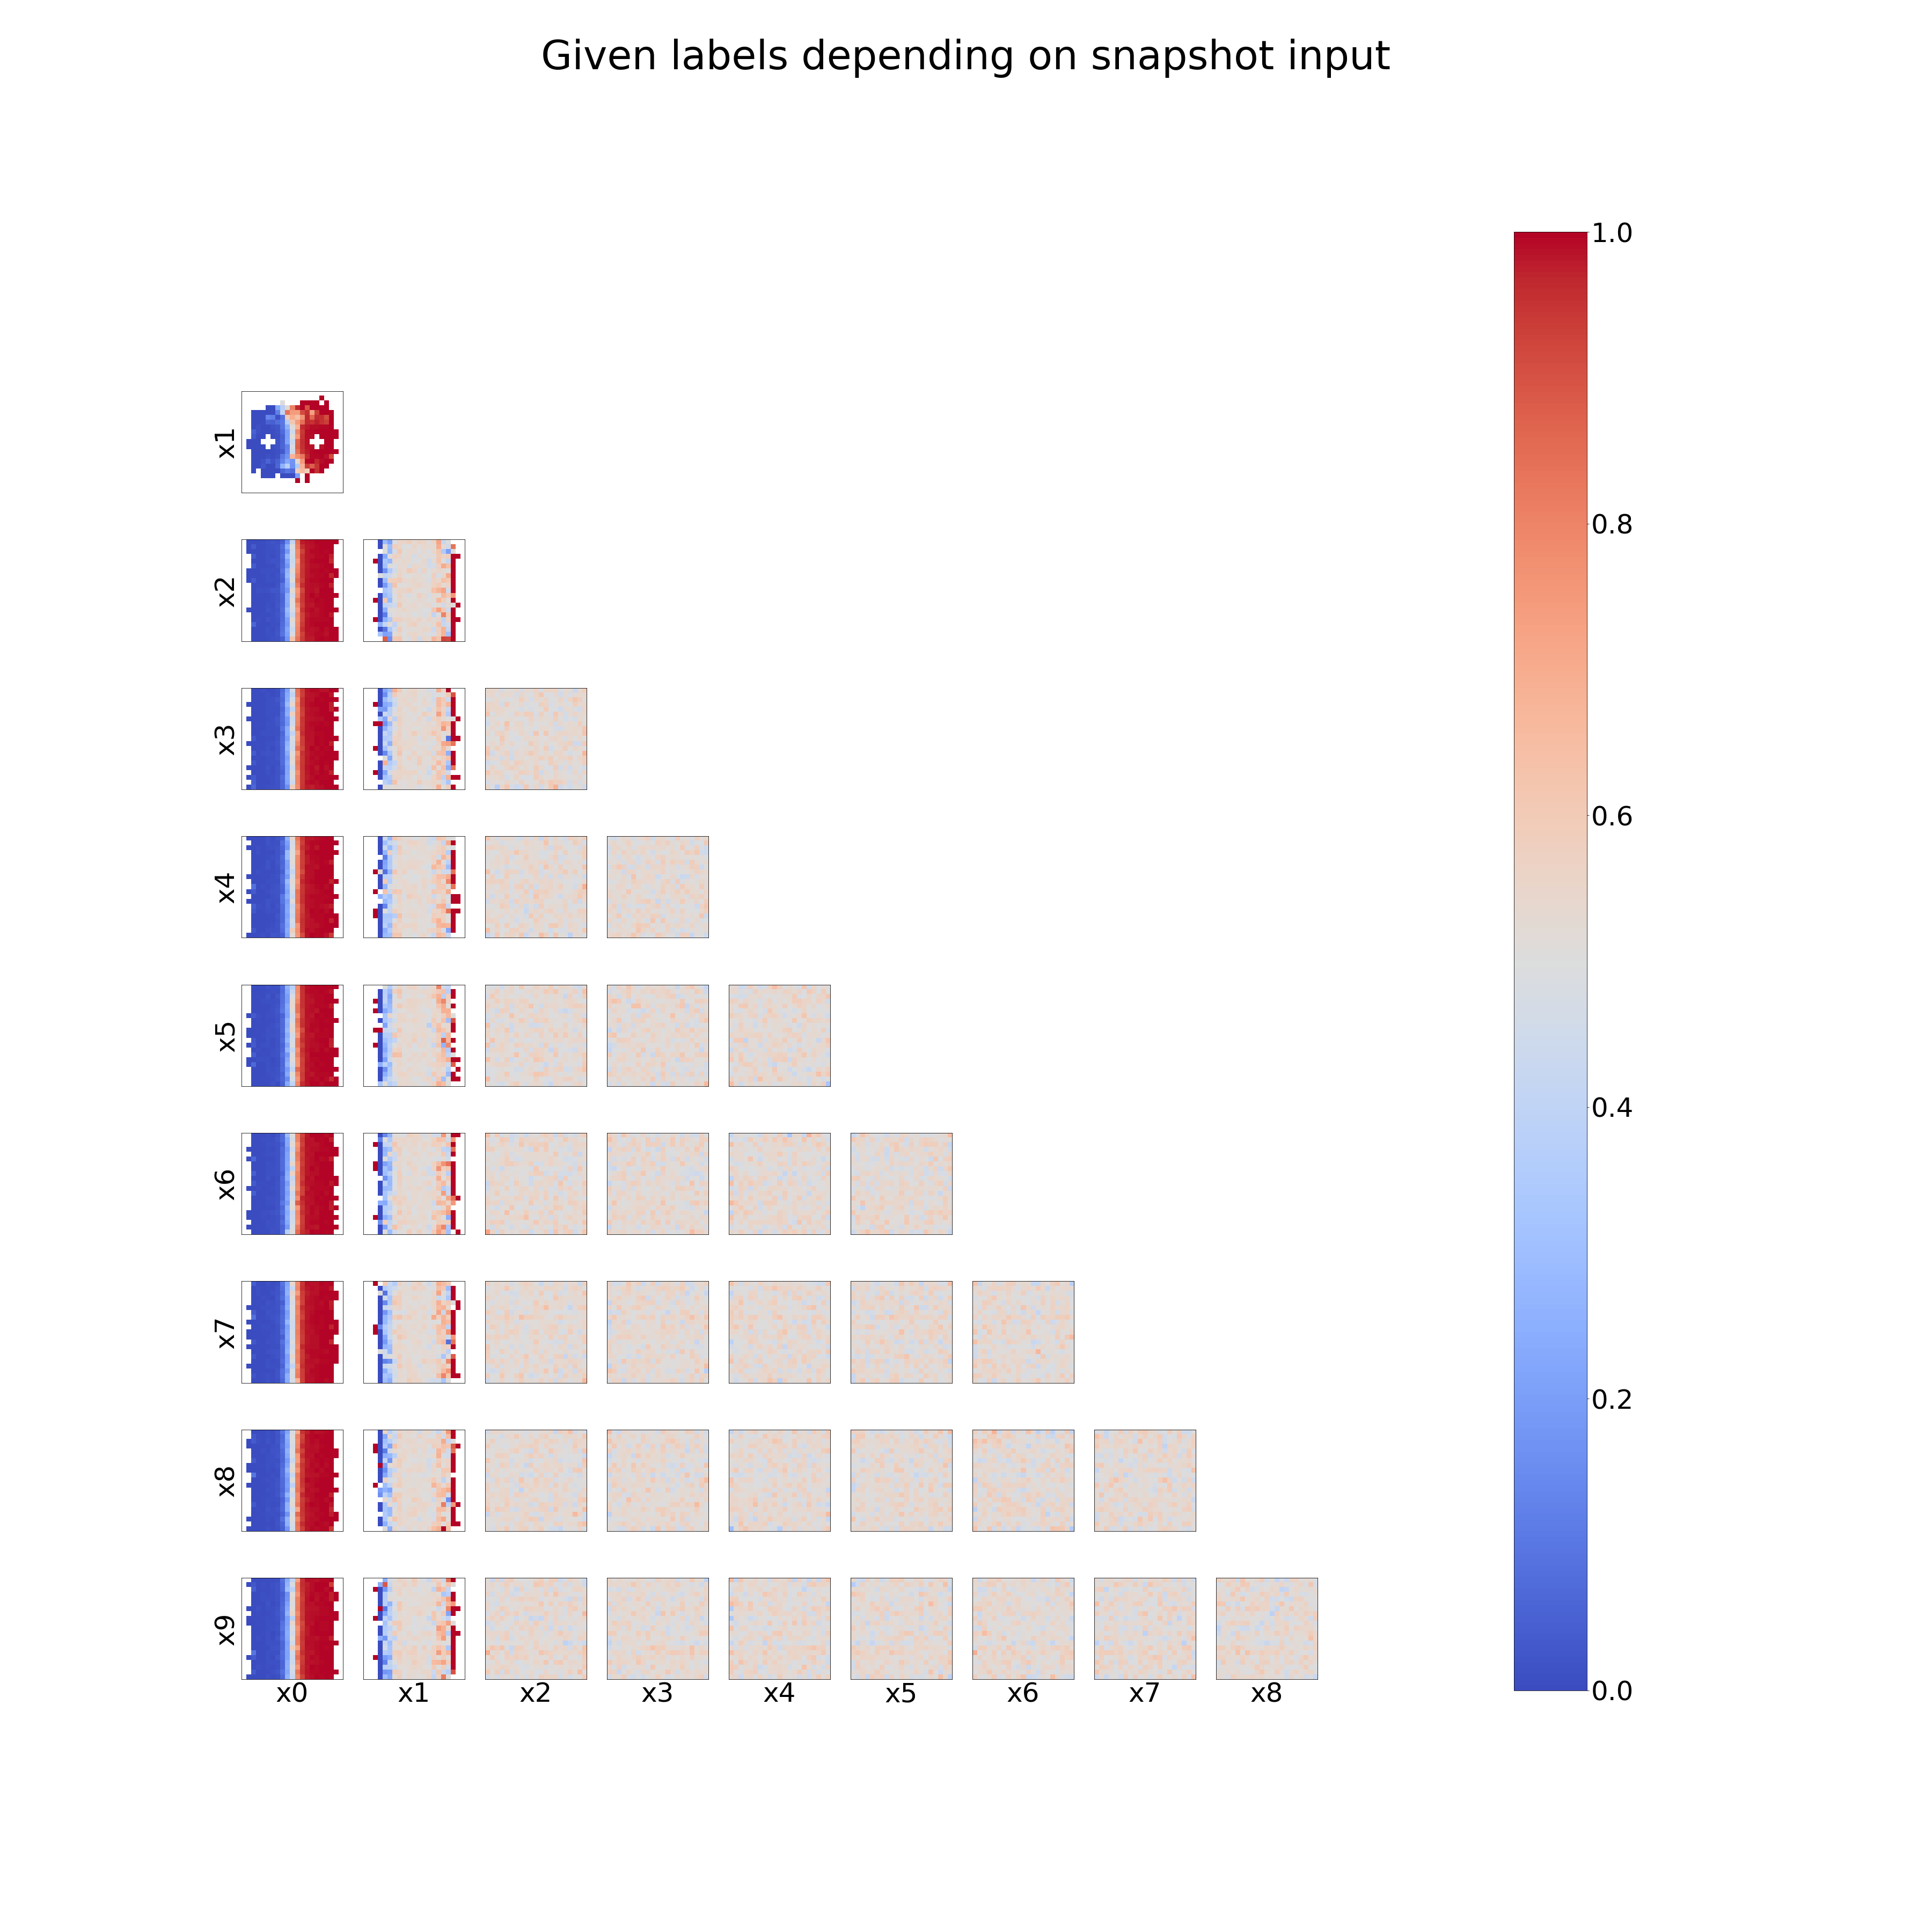 Given labels depending on snapshot input
1.0
x1
x2
0.8
x3
0.6
x4
x5
0.4
x6
x7
0.2
x8
x9
0.0
x0 x1 x2 x3 x4 x5 x6 x7 x8